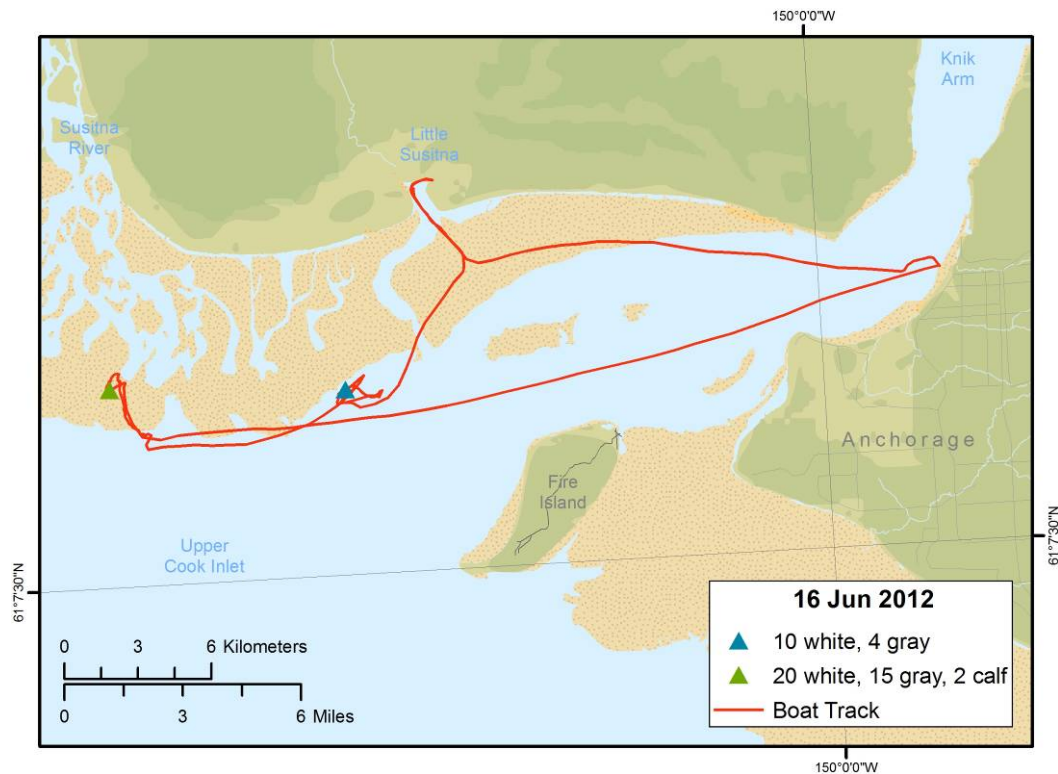 150°0'0"W
Knik
Arm
Susitna
River
Little
Susitna
Anchorage
Fire
Island
Upper
Cook Inlet
61°7'30"N
61°7'30"N
16 Jun 2012
10 white, 4 gray
20 white, 15 gray, 2 calf
Boat Track
0 3 6 Kilometers
0 3 6 Miles
150°0'0"W